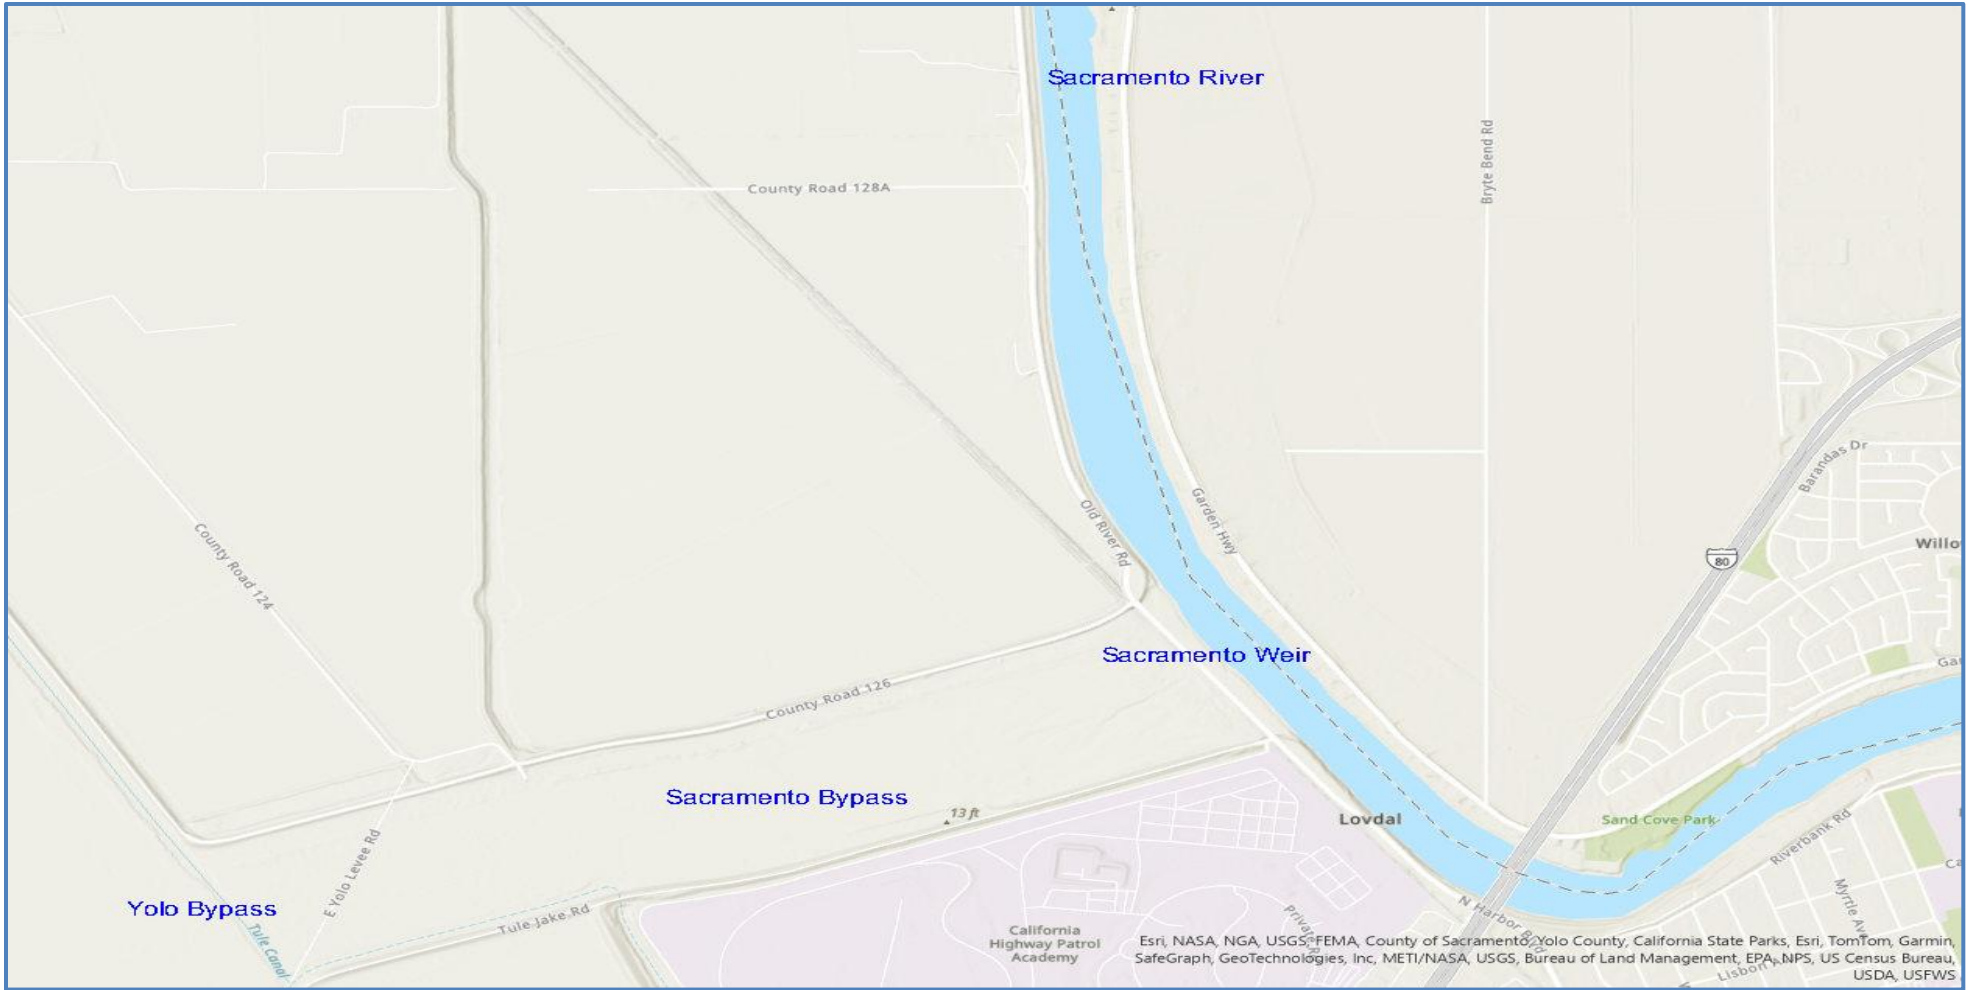 Sacramento River
Bryte Bend Rd
County Road 128A
Barandas Dr
Old River Rd
Garden Hwy
Willo
80
County Road 124
Sacramento Weir
Gar
County Road 126
Sacramento Bypass
13 ft
Lovdal
Sand Cove Park
Riverbank Rd
Ca
E Yolo Levee Rd
Yolo Bypass
Tule Canal
Tule Jake Rd
California
Highway Patrol
Academy
N Harbor Blvd
Myrtle Ave
Esri, NASA, NGA, USGS, FEMA, County of Sacramento, Yolo County, California State Parks, Esri, TomTom, Garmin,
SafeGraph, GeoTechnologies, Inc, METI/NASA, USGS, Bureau of Land Management, EPA, NPS, US Census Bureau,
USDA, USFWS
Lisbon